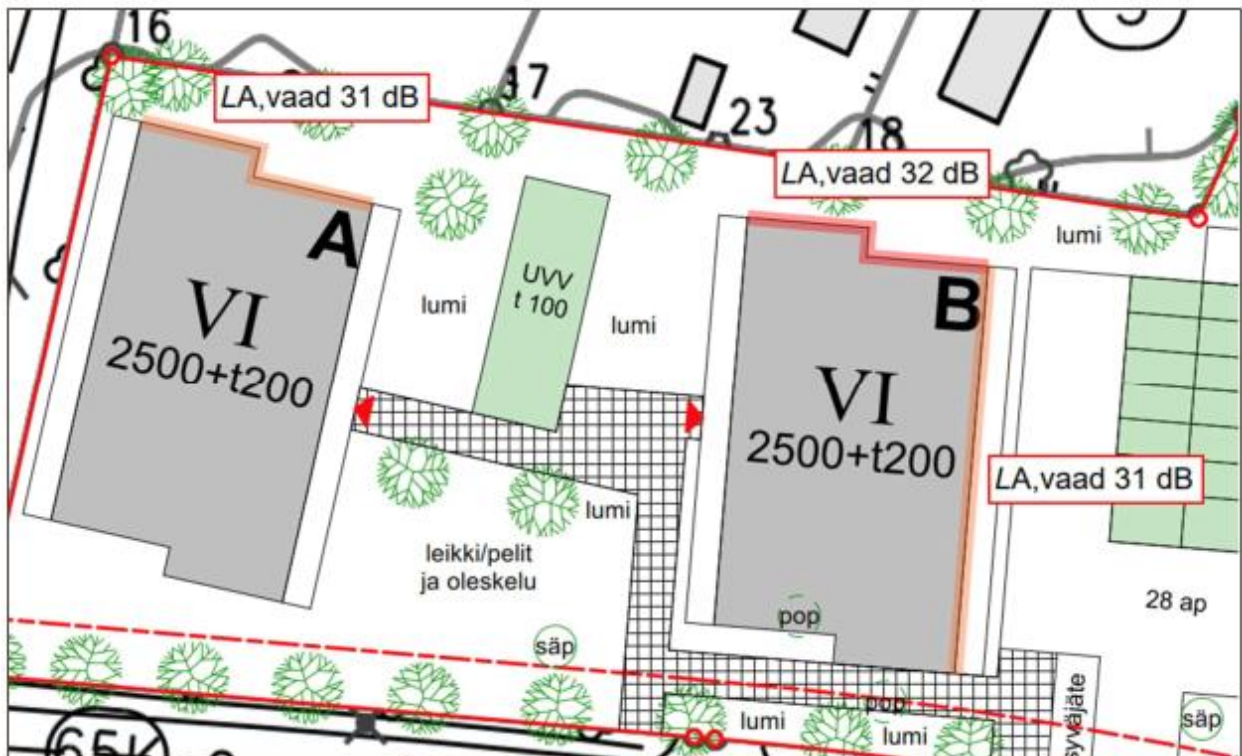 16
LA,vaad 31 dB
17
23
18
LA,vaad 32 dB
lumi
A
UVV
t 100
B
VI
2500+t200
lumi
lumi
VI
2500+t200
LA,vaad 31 dB
lumi
leikki/pelit
ja oleskelu
28 ap
pop
säp
pop
syväjäte
säp
lumi
lumi
65K